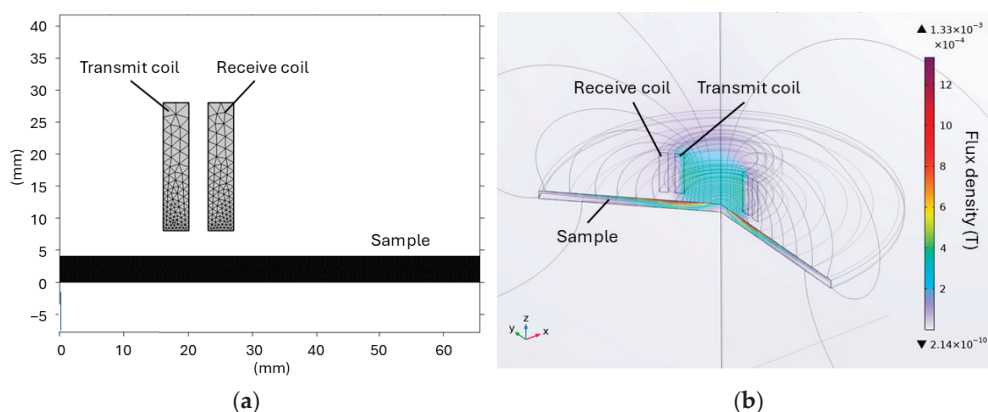 40
35
30
25
20
15
10
5
0
−5
(mm)
Transmit coil
Receive coil
Sample
0
10
20
30
40
50
60
(mm)
(a)
Receive coil
Transmit coil
Sample
y
z
x
▲ 1.33×10⁻³
×10⁻⁴
12
10
8
6
4
2
▼ 2.14×10⁻¹⁰
Flux density (T)
(b)